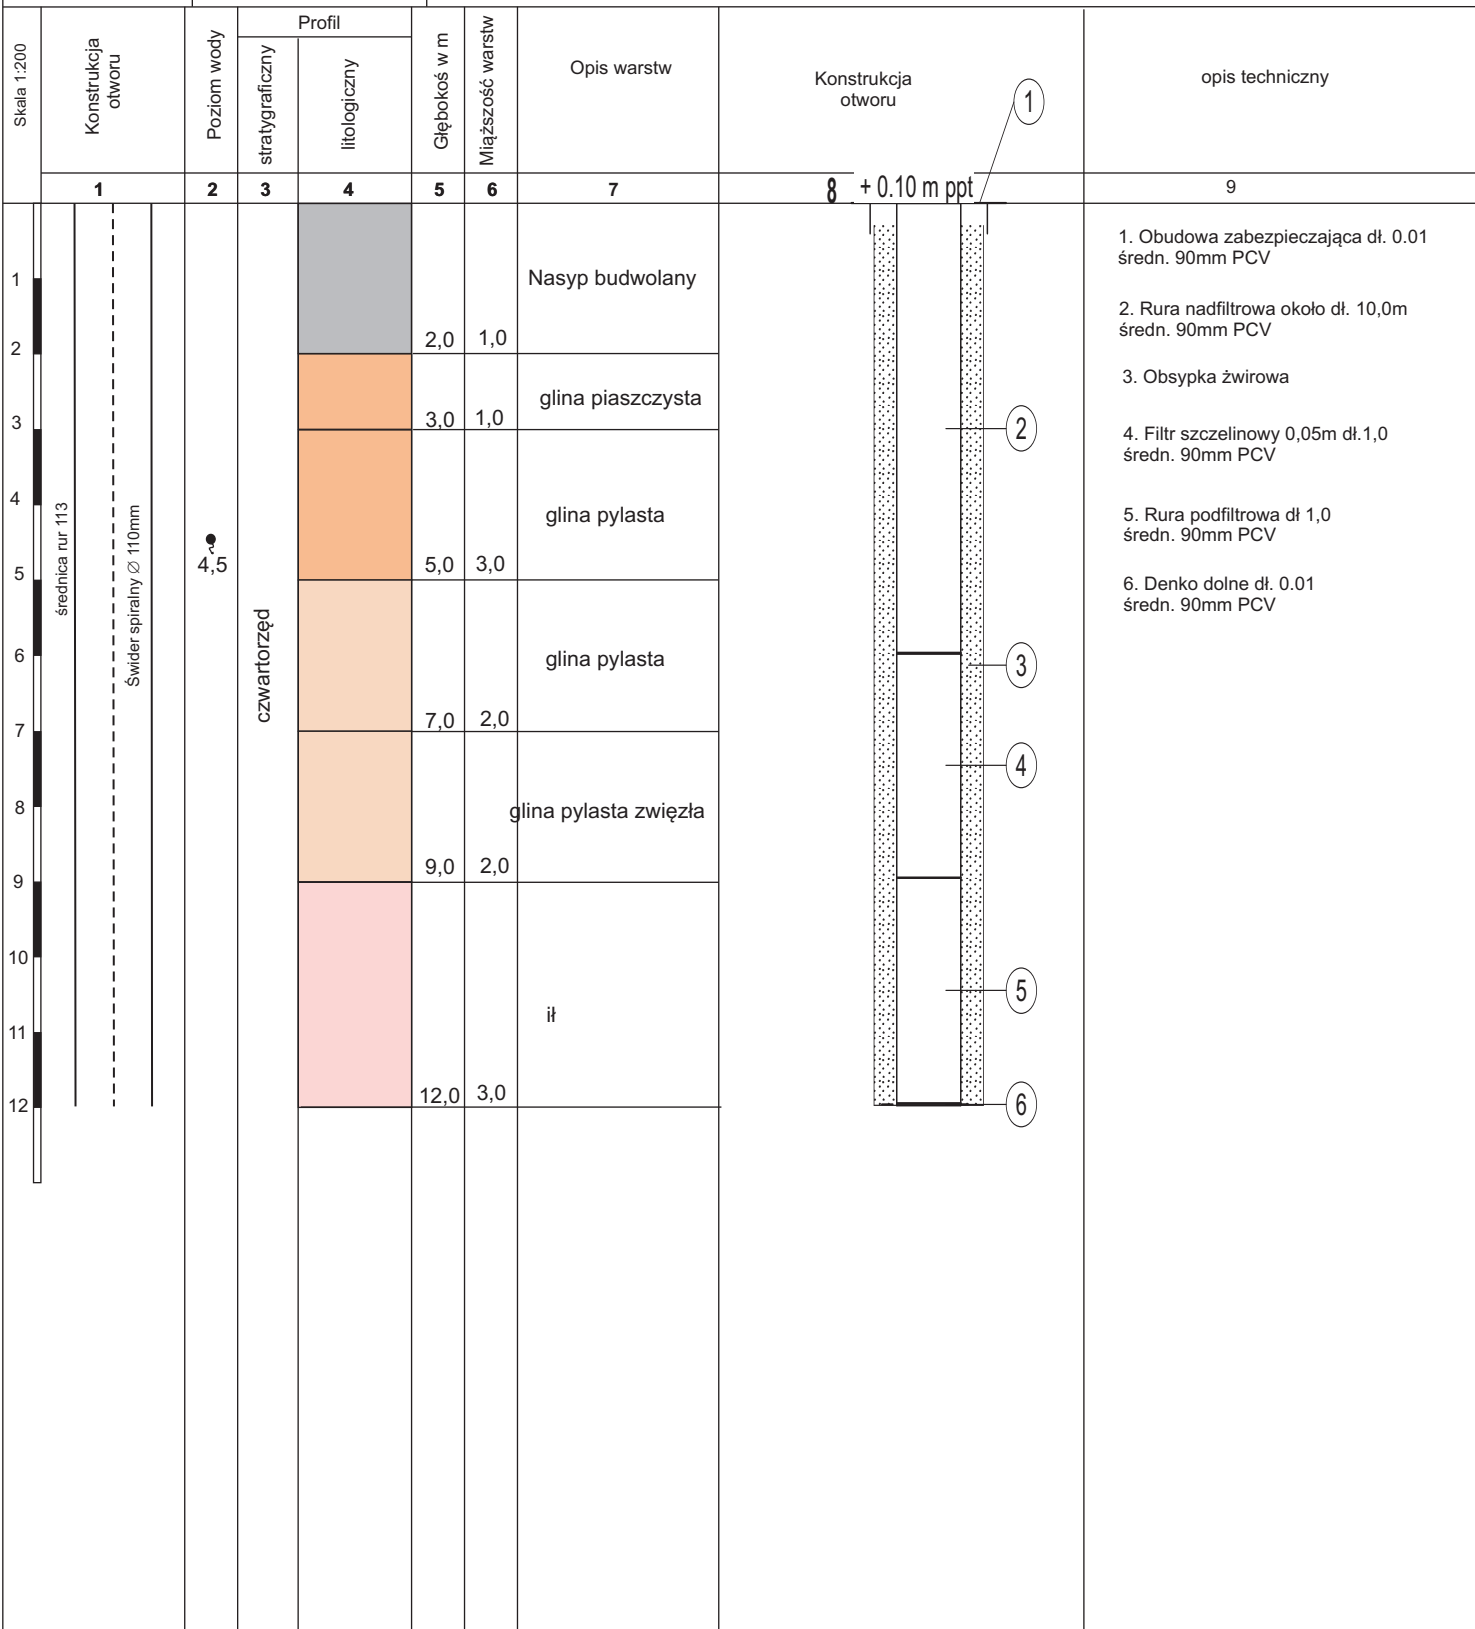 Skala 1:200
Konstrukcja
otworu
Poziom wody
Profil
stratygraficzny
litologiczny
Głębokoś w m
Miąższość warstw
Opis warstw
Konstrukcja
otworu
1
opis techniczny
1 2 3 4 5 6 7 8 + 0.10 m ppt 9
1
2
3
4
5
6
7
8
9
10
11
12
średnica rur 113
Świder spiralny Ø 110mm
4,5
czwartorzęd
Nasyp budwolany
2,0 1,0
glina piaszczysta
3,0 1,0
glina pylasta
5,0 3,0
glina pylasta
7,0 2,0
glina pylasta zwięzła
9,0 2,0
ił
12,0 3,0
2
3
4
5
6
1. Obudowa zabezpieczająca dł. 0.01
średn. 90mm PCV
2. Rura nadfiltrowa około dł. 10,0m
średn. 90mm PCV
3. Obsypka żwirowa
4. Filtr szczelinowy 0,05m dł.1,0
średn. 90mm PCV
5. Rura podfiltrowa dł 1,0
średn. 90mm PCV
6. Denko dolne dł. 0.01
średn. 90mm PCV